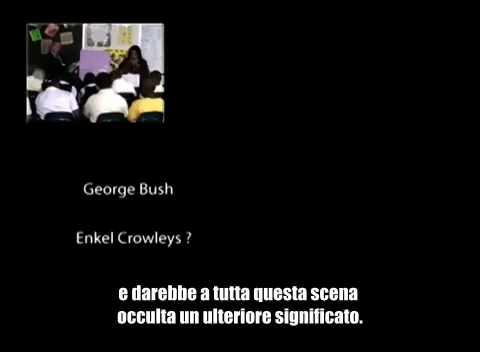 George Bush
Enkel Crowleys ?
e darebbe a tutta questa scena
occulta un ulteriore significato.